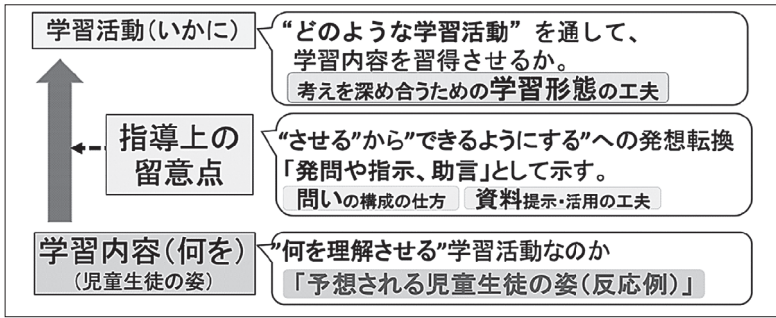 学習活動(いかに)
“どのような学習活動” を通して、
学習内容を習得させるか。
考えを深め合うための学習形態の工夫
指導上の
留意点
“させる”から”できるようにする”への発想転換
「発問や指示、助言」として示す。
問いの構成の仕方 資料提示・活用の工夫
学習内容(何を)
(児童生徒の姿)
”何を理解させる”学習活動なのか
「予想される児童生徒の姿(反応例)」